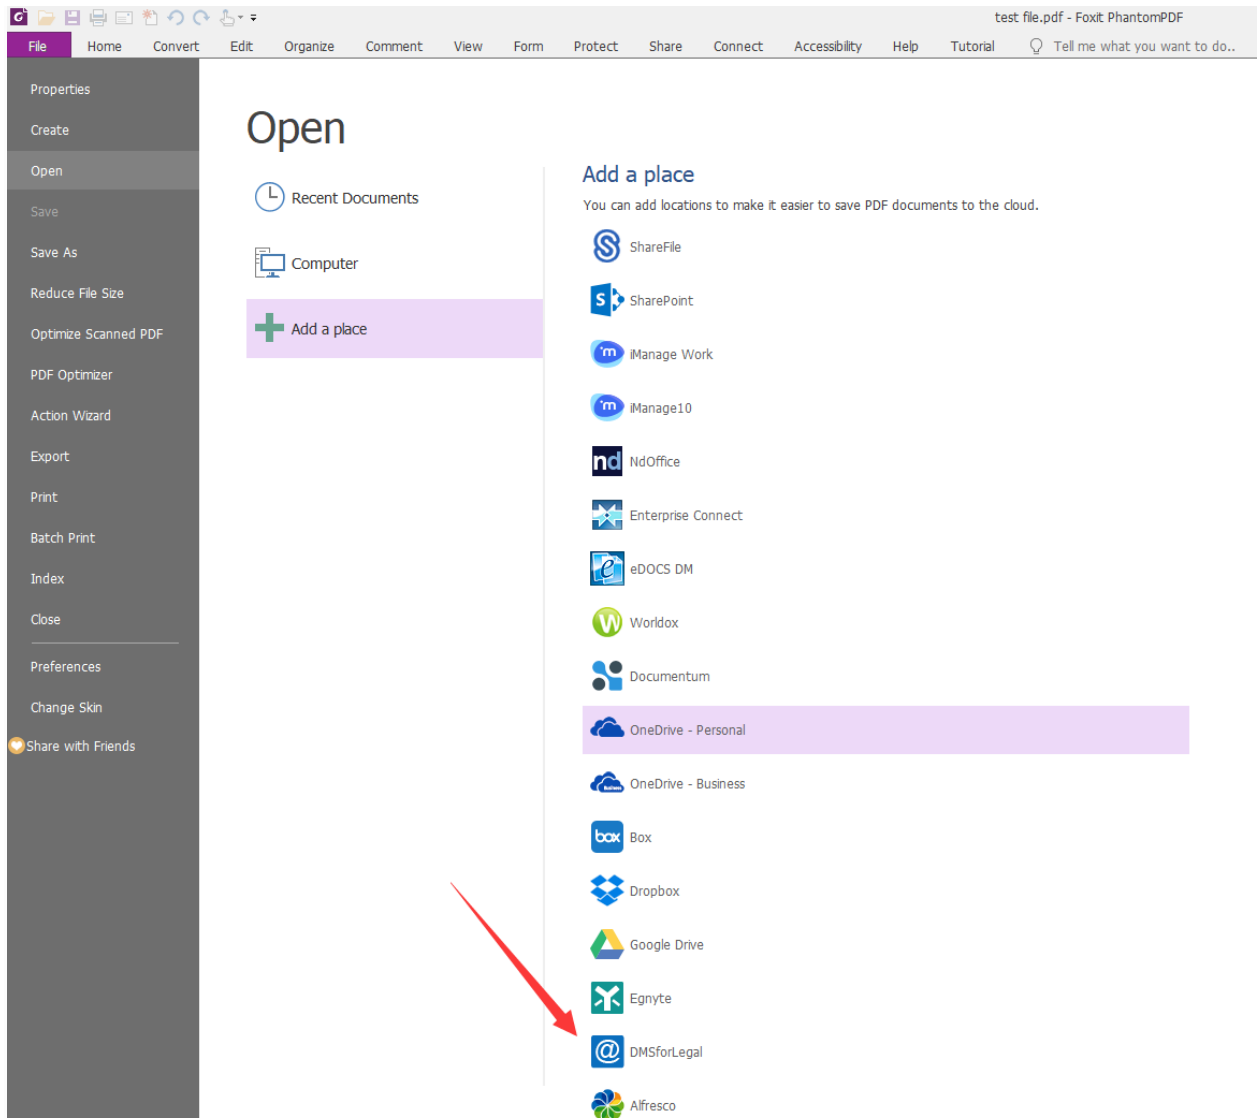 test file.pdf - Foxit PhantomPDF
File Home Convert Edit Organize Comment View Form Protect Share Connect Accessibility Help Tutorial Tell me what you want to do..
Properties
Create
Open
Save
Save As
Reduce File Size
Optimize Scanned PDF
PDF Optimizer
Action Wizard
Export
Print
Batch Print
Index
Close
Preferences
Change Skin
Share with Friends
Open
Recent Documents
Computer
Add a place
Add a place
You can add locations to make it easier to save PDF documents to the cloud.
ShareFile
S SharePoint
m iManage Work
m iManage10
nd NdOffice
Enterprise Connect
e eDOCS DM
W Worldox
Documentum
OneDrive - Personal
Business OneDrive - Business
box Box
Dropbox
Google Drive
Egnyte
@ DMSforLegal
Alfresco